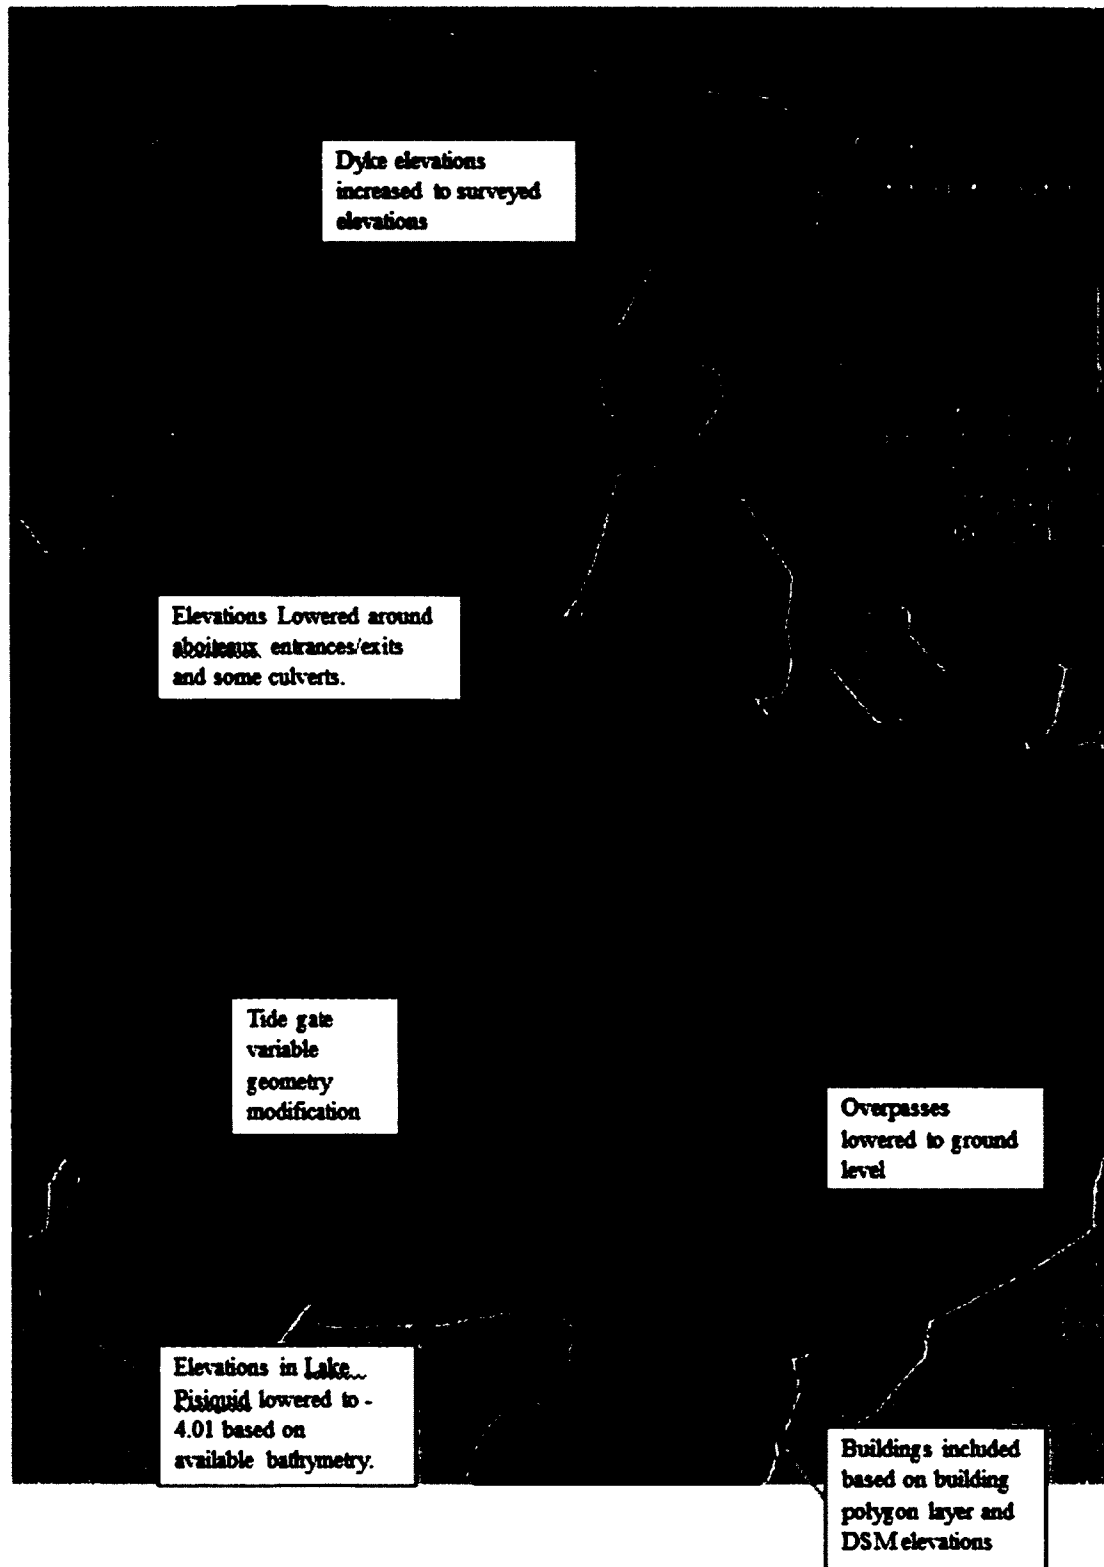 Dyke elevations
increased to surveyed
elevations
Elevations Lowered around
aboiteaux entrances/exits
and some culverts.
Tide gate
variable
geometry
modification
Overpasses
lowered to ground
level
Elevations in Lake
Pisiquid lowered to -
4.01 based on
available bathymetry.
Buildings included
based on building
polygon layer and
DSM elevations